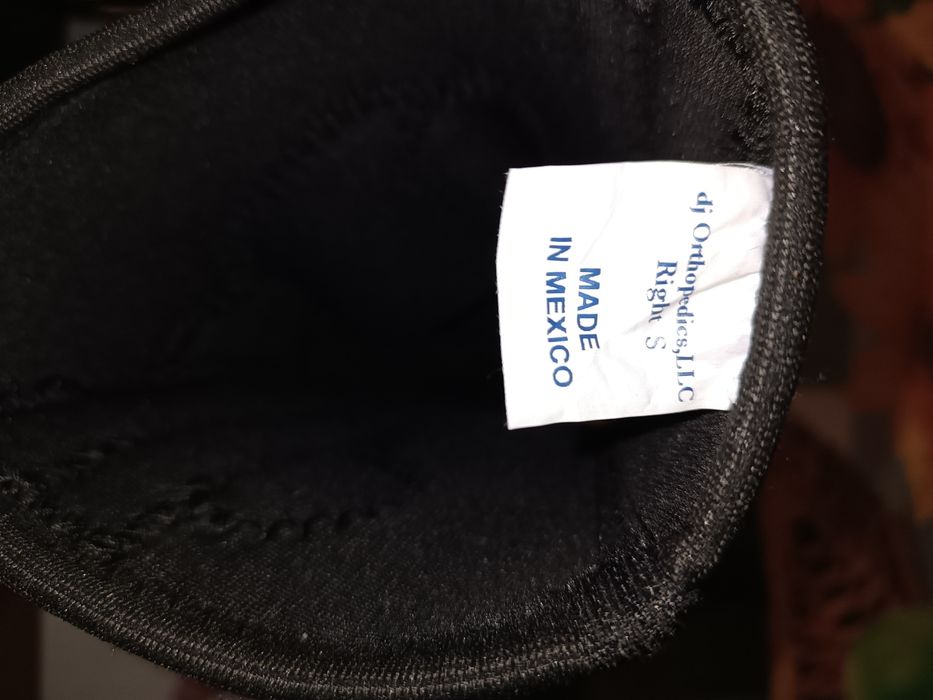 dj Orthopedics,LLC
Right S
MADE
IN MEXICO